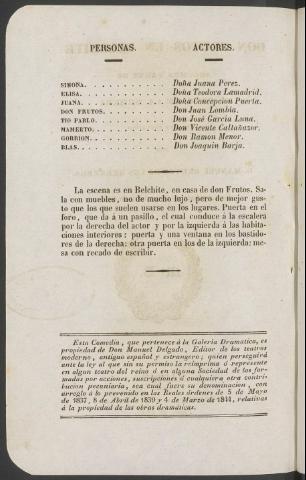 PERSONAS. ACTORES.
SIMONA. . . . . . . . . . . . . Doña Juana Perez.
ELISA. . . . . . . . . . . . . . Doña Teodora Lamadrid.
JUANA. . . . . . . . . . . . . . Doña Concepcion Puerta.
DON FRUTOS. . . . . . . . . . . Don Juan Lombía.
TIO PABLO. . . . . . . . . . . . Don José García Luna.
MAMERTO. . . . . . . . . . . . . Don Vicente Caltañazor.
GORRION. . . . . . . . . . . . . Don Ramon Menor.
BLAS. . . . . . . . . . . . . . . Don Joaquin Barja.
La escena es en Belchite, en casa de don Frutos. Sa-
la con muebles, no de mucho lujo, pero de mejor gus-
to que los que suelen usarse en los lugares. Puerta en el
foro, que da á un pasillo, el cual conduce á la escalera
por la derecha del actor y por la izquierda á las habita-
ciones interiores: puerta y una ventana en los bastido-
res de la derecha: otra puerta en los de la izquierda: me-
sa con recado de escribir.
Esta Comedia, que pertenece á la Galería Dramática, es
propiedad de Don Manuel Delgado, Editor de los teatros
moderno, antiguo español y estrangero; quien perseguirá
ante la ley al que sin su permiso la reimprima ó represente
en algun teatro del reino ó en alguna Sociedad de las for-
madas por acciones, suscripciones ó cualquiera otra contri-
bucion pecuniaria, sea cual fuere su denominacion, con
arreglo á lo prevenido en las Reales órdenes de 5 de Mayo
de 1837, 8 de Abril de 1839 y 4 de Marzo de 1844, relativas
á la propiedad de las obras dramáticas.